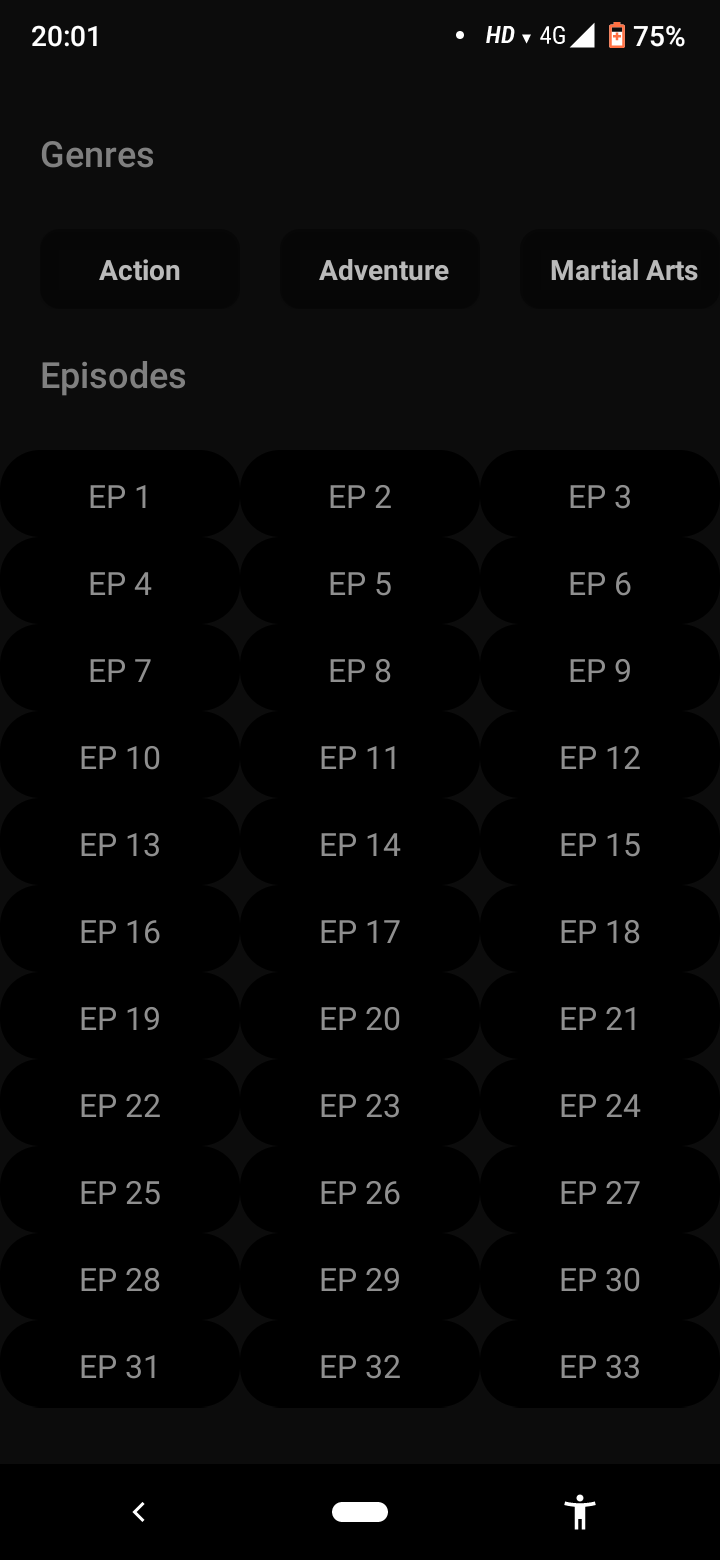 20:01 HD 4G 75%
Genres
Action Adventure Martial Arts
Episodes
EP 1 EP 2 EP 3
EP 4 EP 5 EP 6
EP 7 EP 8 EP 9
EP 10 EP 11 EP 12
EP 13 EP 14 EP 15
EP 16 EP 17 EP 18
EP 19 EP 20 EP 21
EP 22 EP 23 EP 24
EP 25 EP 26 EP 27
EP 28 EP 29 EP 30
EP 31 EP 32 EP 33